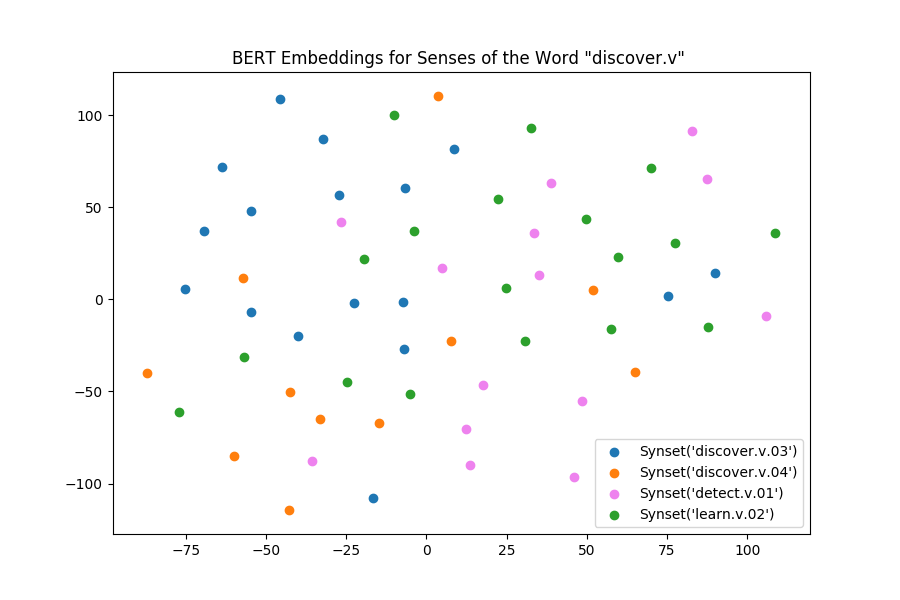 BERT Embeddings for Senses of the Word "discover.v"
100
50
0
−50
−100
−75
−50
−25
0
25
50
75
100
Synset('discover.v.03')
Synset('discover.v.04')
Synset('detect.v.01')
Synset('learn.v.02')